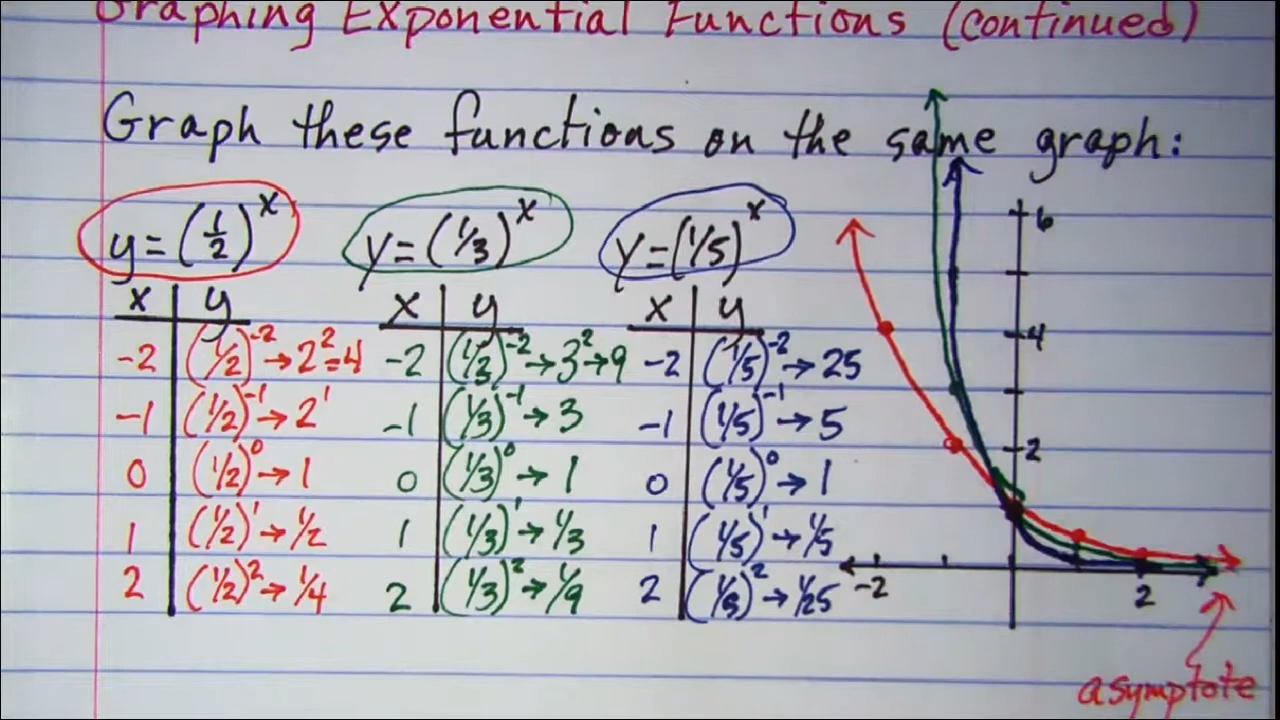 Graphing Exponential Functions (continued)
Graph these functions on the same graph:
y = (1/2)^x
x y
-2 (1/2)^-2 → 2^2 = 4
-1 (1/2)^-1 → 2^1
0 (1/2)^0 → 1
1 (1/2)^1 → 1/2
2 (1/2)^2 → 1/4
y = (1/3)^x
x y
-2 (1/3)^-2 → 3^2 → 9
-1 (1/3)^-1 → 3
0 (1/3)^0 → 1
1 (1/3)^1 → 1/3
2 (1/3)^2 → 1/9
y = (1/5)^x
x y
-2 (1/5)^-2 → 25
-1 (1/5)^-1 → 5
0 (1/5)^0 → 1
1 (1/5)^1 → 1/5
2 (1/5)^2 → 1/25
6
4
2
-2 2
asymptote